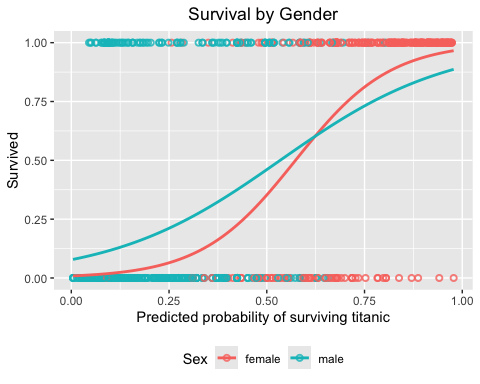 Survival by Gender
Survived
1.00
0.75
0.50
0.25
0.00
0.00 0.25 0.50 0.75 1.00
Predicted probability of surviving titanic
Sex female male